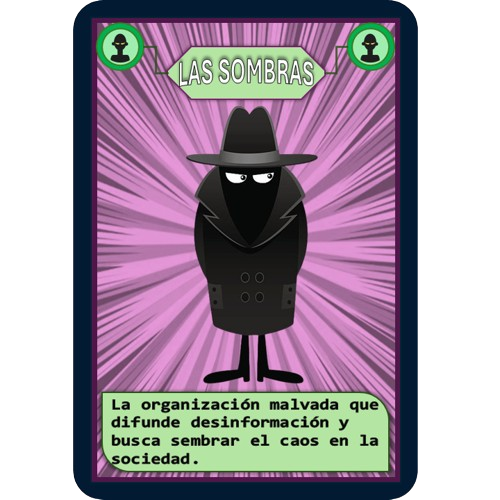 LAS SOMBRAS
La organización malvada que
difunde desinformación y
busca sembrar el caos en la
sociedad.